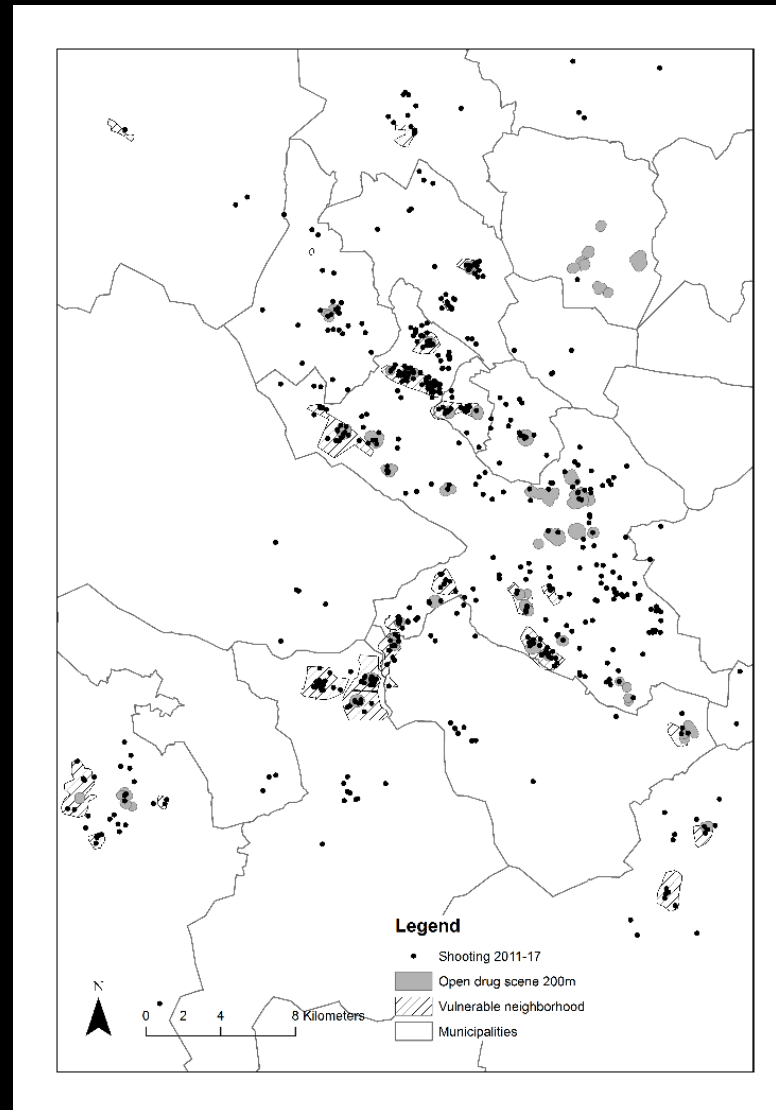 Legend
Shooting 2011-17
Open drug scene 200m
Vulnerable neighborhood
Municipalities
N
0 2 4 8 Kilometers